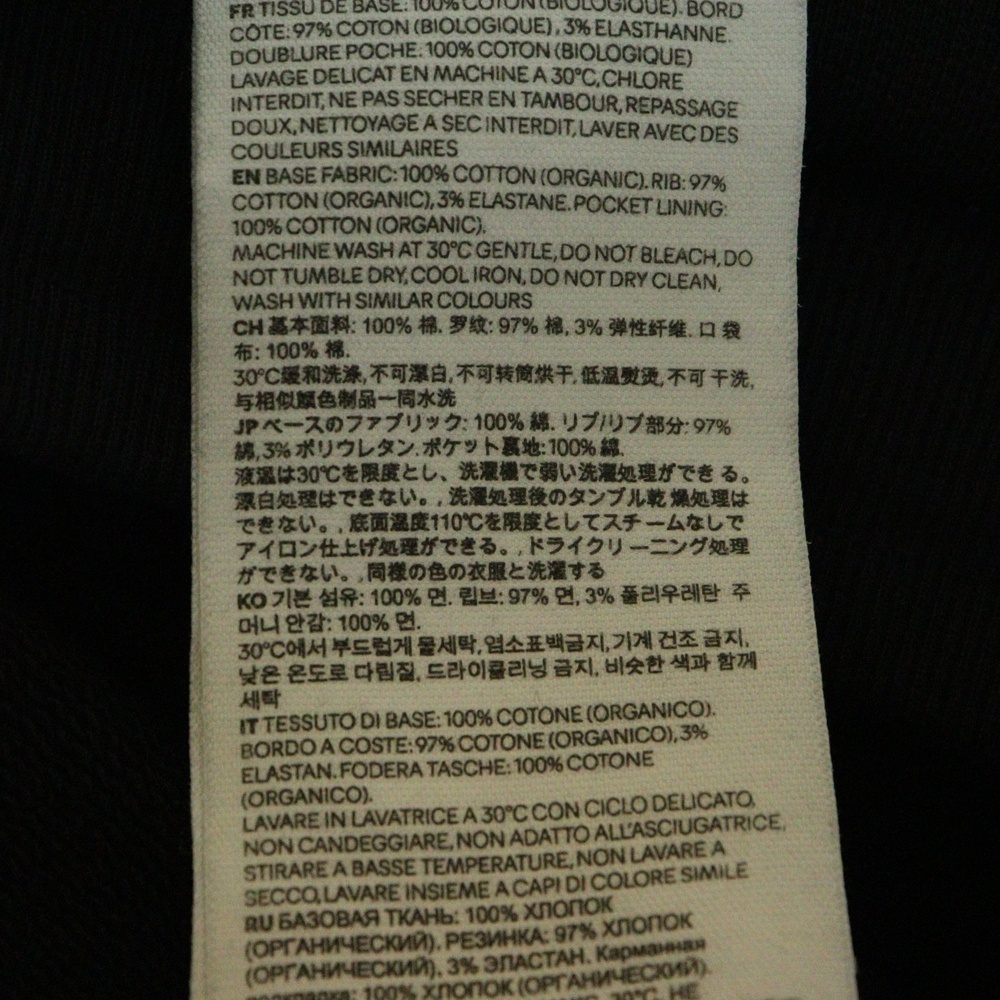 FR TISSU DE BASE: 100% COTON (BIOLOGIQUE). BORD
CÔTE: 97% COTON (BIOLOGIQUE), 3% ELASTHANNE.
DOUBLURE POCHE: 100% COTON (BIOLOGIQUE)
LAVAGE DELICAT EN MACHINE A 30°C, CHLORE
INTERDIT, NE PAS SECHER EN TAMBOUR, REPASSAGE
DOUX, NETTOYAGE A SEC INTERDIT, LAVER AVEC DES
COULEURS SIMILAIRES
EN BASE FABRIC: 100% COTTON (ORGANIC). RIB: 97%
COTTON (ORGANIC), 3% ELASTANE. POCKET LINING:
100% COTTON (ORGANIC).
MACHINE WASH AT 30°C GENTLE, DO NOT BLEACH, DO
NOT TUMBLE DRY, COOL IRON, DO NOT DRY CLEAN,
WASH WITH SIMILAR COLOURS
CH 基本面料: 100% 棉. 罗纹: 97% 棉, 3% 弹性纤维. 口 袋
布: 100% 棉.
30°C缓和洗涤, 不可漂白, 不可转筒烘干, 低温熨烫, 不可 干洗,
与相似颜色制品一同水洗
JP ベースのファブリック: 100% 綿. リブ/リブ部分: 97%
綿, 3% ポリウレタン. ポケット裏地: 100% 綿.
液温は30℃を限度とし、洗濯機で弱い洗濯処理ができ る。
漂白処理はできない。, 洗濯処理後のタンブル乾 燥処理は
できない。, 底面温度110℃を限度としてスチームなしで
アイロン仕上げ処理ができる。, ドライクリーニング処理
ができない。, 同様の色の衣服と洗濯する
KO 기본 섬유: 100% 면. 립브: 97% 면, 3% 폴리우레탄 주
머니 안감: 100% 면.
30°C에서 부드럽게 물세탁, 염소표백금지, 기계 건조 금지,
낮은 온도로 다림질, 드라이클리닝 금지, 비슷한 색과 함께
세탁
IT TESSUTO DI BASE: 100% COTONE (ORGANICO).
BORDO A COSTE: 97% COTONE (ORGANICO), 3%
ELASTAN. FODERA TASCHE: 100% COTONE
(ORGANICO).
LAVARE IN LAVATRICE A 30°C CON CICLO DELICATO,
NON CANDEGGIARE, NON ADATTO ALL'ASCIUGATRICE,
STIRARE A BASSE TEMPERATURE, NON LAVARE A
SECCO, LAVARE INSIEME A CAPI DI COLORE SIMILE
RU БАЗОВАЯ ТКАНЬ: 100% ХЛОПОК
(ОРГАНИЧЕСКИЙ). РЕЗИНКА: 97% ХЛОПОК
(ОРГАНИЧЕСКИЙ), 3% ЭЛАСТАН. Карманная
подкладка: 100% ХЛОПОК (ОРГАНИЧЕСКИЙ).
30°C, НЕ